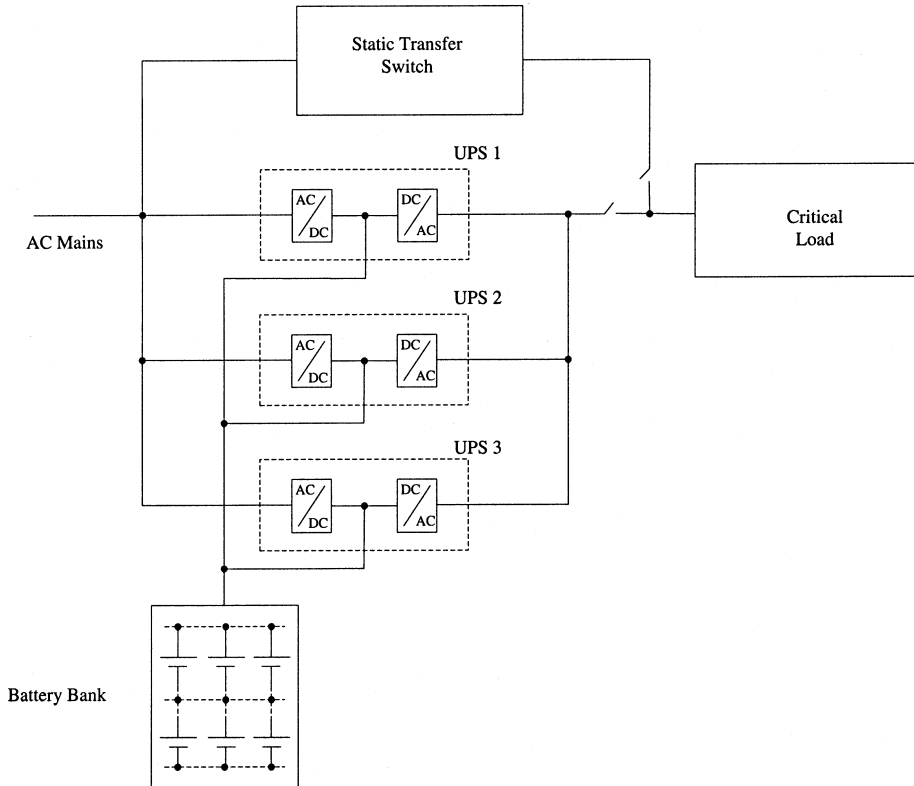 Static Transfer
Switch
UPS 1
AC
DC
DC
AC
AC Mains
Critical
Load
UPS 2
AC
DC
DC
AC
UPS 3
AC
DC
DC
AC
Battery Bank